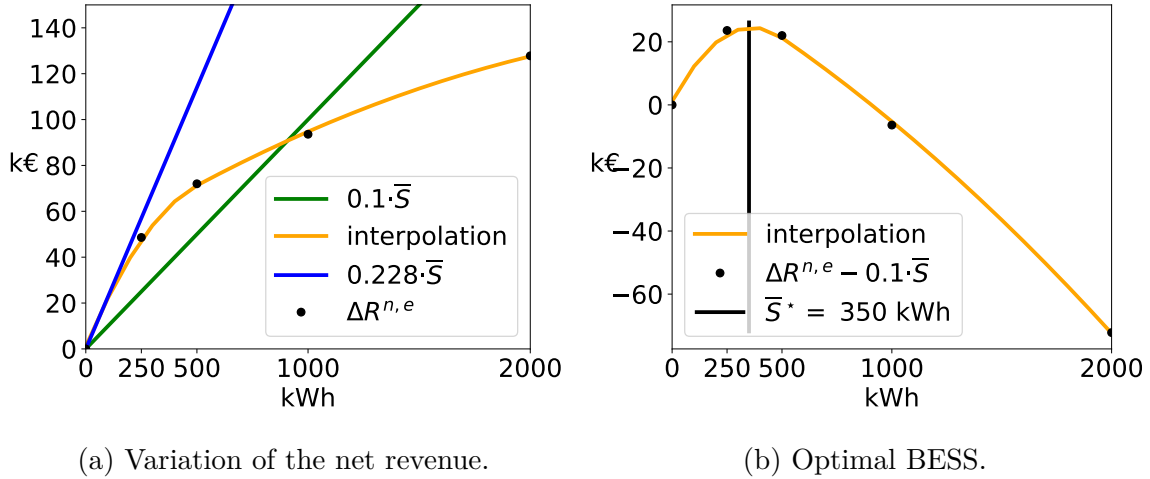 140
120
100
80
60
40
20
0
k€
0.1·S̅
interpolation
0.228·S̅
ΔRⁿ,ᵉ
0 250 500 1000 2000
kWh
(a) Variation of the net revenue.
20
0
−20
−40
−60
k€
interpolation
ΔRⁿ,ᵉ − 0.1·S̅
S̅⋆ = 350 kWh
0 250 500 1000 2000
kWh
(b) Optimal BESS.